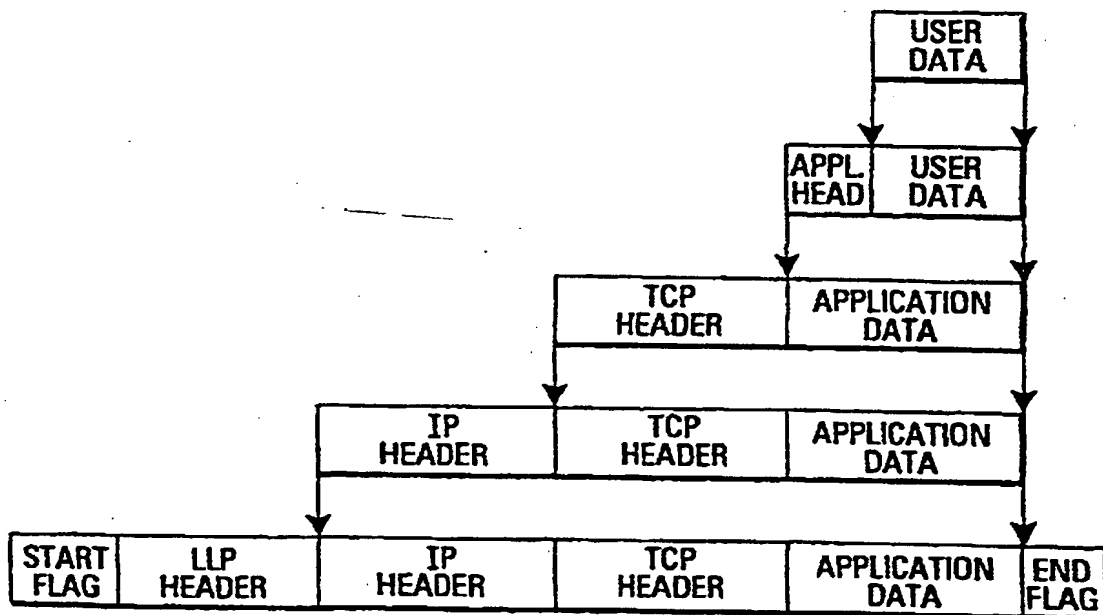 USER
DATA
APPL.
HEAD
USER
DATA
TCP
HEADER
APPLICATION
DATA
IP
HEADER
TCP
HEADER
APPLICATION
DATA
START
FLAG
LLP
HEADER
IP
HEADER
TCP
HEADER
APPLICATION
DATA
END
FLAG